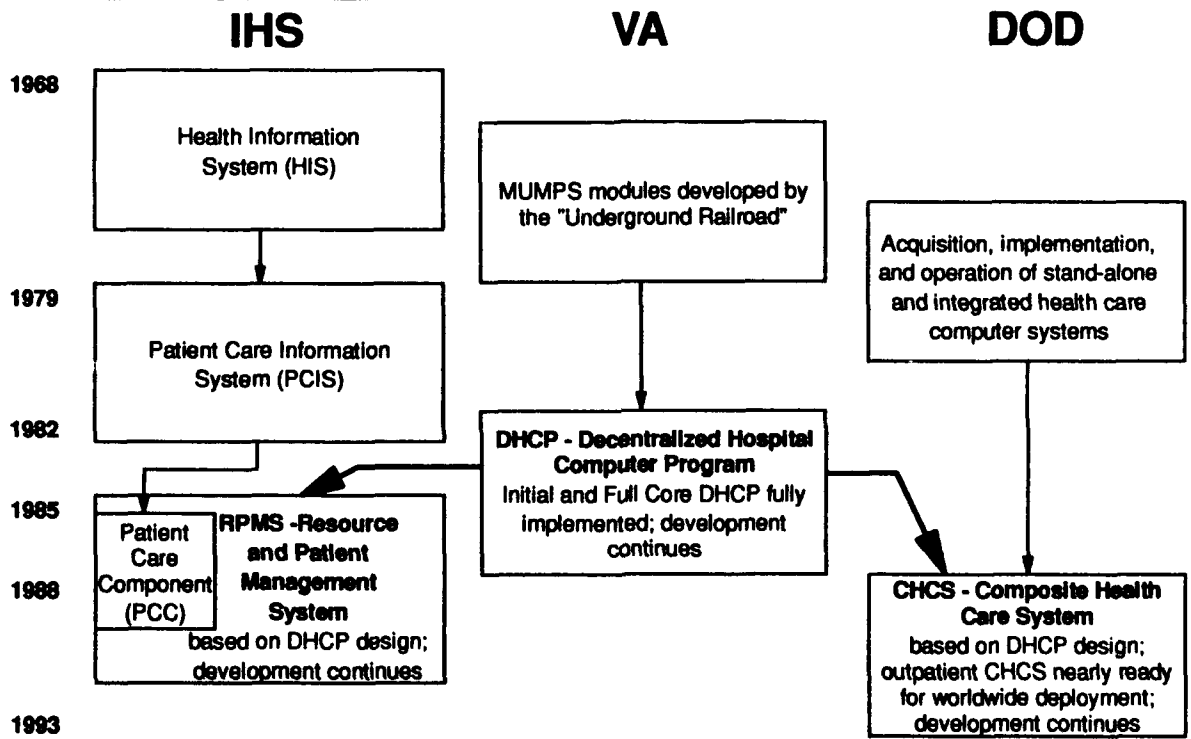 IHS
VA
DOD
1968
1979
1982
1985
1988
1993
Health Information
System (HIS)
Patient Care Information
System (PCIS)
Patient
Care
Component
(PCC)
RPMS -Resource
and Patient
Management
System
based on DHCP design;
development continues
MUMPS modules developed by
the "Underground Railroad"
DHCP - Decentralized Hospital
Computer Program
Initial and Full Core DHCP fully
implemented; development
continues
Acquisition, implementation,
and operation of stand-alone
and integrated health care
computer systems
CHCS - Composite Health
Care System
based on DHCP design;
outpatient CHCS nearly ready
for worldwide deployment;
development continues